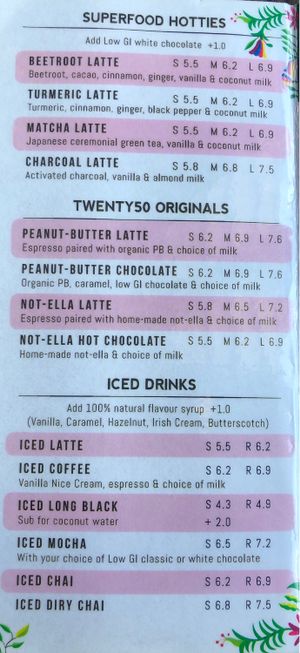 SUPERFOOD HOTTIES
Add Low GI white chocolate +1.0
BEETROOT LATTE S 5.5 M 6.2 L 6.9
Beetroot, cacao, cinnamon, ginger, vanilla & coconut milk
TURMERIC LATTE S 5.5 M 6.2 L 6.9
Turmeric, cinnamon, ginger, black pepper & coconut milk
MATCHA LATTE S 5.5 M 6.2 L 6.9
Japanese ceremonial green tea, vanilla & coconut milk
CHARCOAL LATTE S 5.8 M 6.8 L 7.5
Activated charcoal, vanilla & almond milk
TWENTY50 ORIGINALS
PEANUT-BUTTER LATTE S 6.2 M 6.9 L 7.6
Espresso paired with organic PB & choice of milk
PEANUT-BUTTER CHOCOLATE S 6.2 M 6.9 L 7.6
Organic PB, caramel, low GI chocolate & choice of milk
NOT-ELLA LATTE S 5.8 M 6.5 L 7.2
Espresso paired with home-made not-ella & choice of milk
NOT-ELLA HOT CHOCOLATE S 5.5 M 6.2 L 6.9
Home-made not-ella & choice of milk
ICED DRINKS
Add 100% natural flavour syrup +1.0
(Vanilla, Caramel, Hazelnut, Irish Cream, Butterscotch)
ICED LATTE S 5.5 R 6.2
ICED COFFEE S 6.2 R 6.9
Vanilla Nice Cream, espresso & choice of milk
ICED LONG BLACK S 4.3 R 4.9
Sub for coconut water + 2.0
ICED MOCHA S 6.5 R 7.2
With your choice of Low GI classic or white chocolate
ICED CHAI S 6.2 R 6.9
ICED DIRY CHAI S 6.8 R 7.5